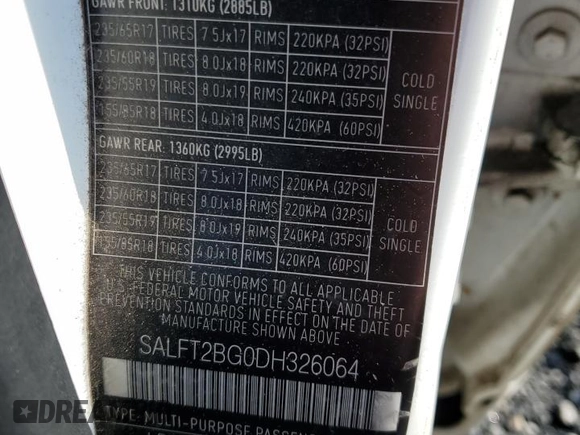 GAWR FRONT: 1310KG (2885LB)
235/65R17 TIRES 7.5Jx17 RIMS 220KPA (32PSI)
235/60R18 TIRES 8.0Jx18 RIMS 220KPA (32PSI) COLD
235/55R19 TIRES 8.0Jx19 RIMS 240KPA (35PSI) SINGLE
155/85R18 TIRES 4.0Jx18 RIMS 420KPA (60PSI)
GAWR REAR: 1360KG (2995LB)
235/65R17 TIRES 7.5Jx17 RIMS 220KPA (32PSI)
235/60R18 TIRES 8.0Jx18 RIMS 220KPA (32PSI) COLD
235/55R19 TIRES 8.0Jx19 RIMS 240KPA (35PSI) SINGLE
155/85R18 TIRES 4.0Jx18 RIMS 420KPA (60PSI)
THIS VEHICLE CONFORMS TO ALL APPLICABLE
U.S. FEDERAL MOTOR VEHICLE SAFETY AND THEFT
PREVENTION STANDARDS IN EFFECT ON THE DATE
OF MANUFACTURE SHOWN ABOVE.
SALFT2BG0DH326064
TYPE: MULTI-PURPOSE